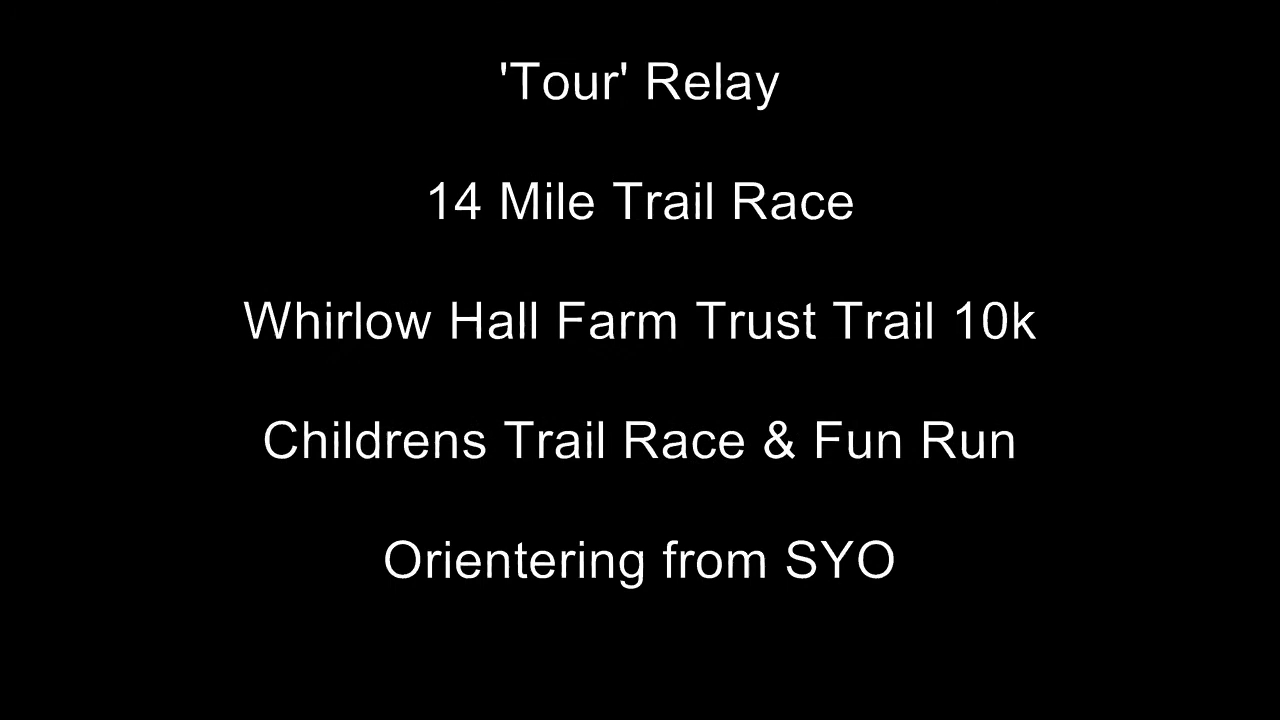 'Tour' Relay
14 Mile Trail Race
Whirlow Hall Farm Trust Trail 10k
Childrens Trail Race & Fun Run
Orientering from SYO